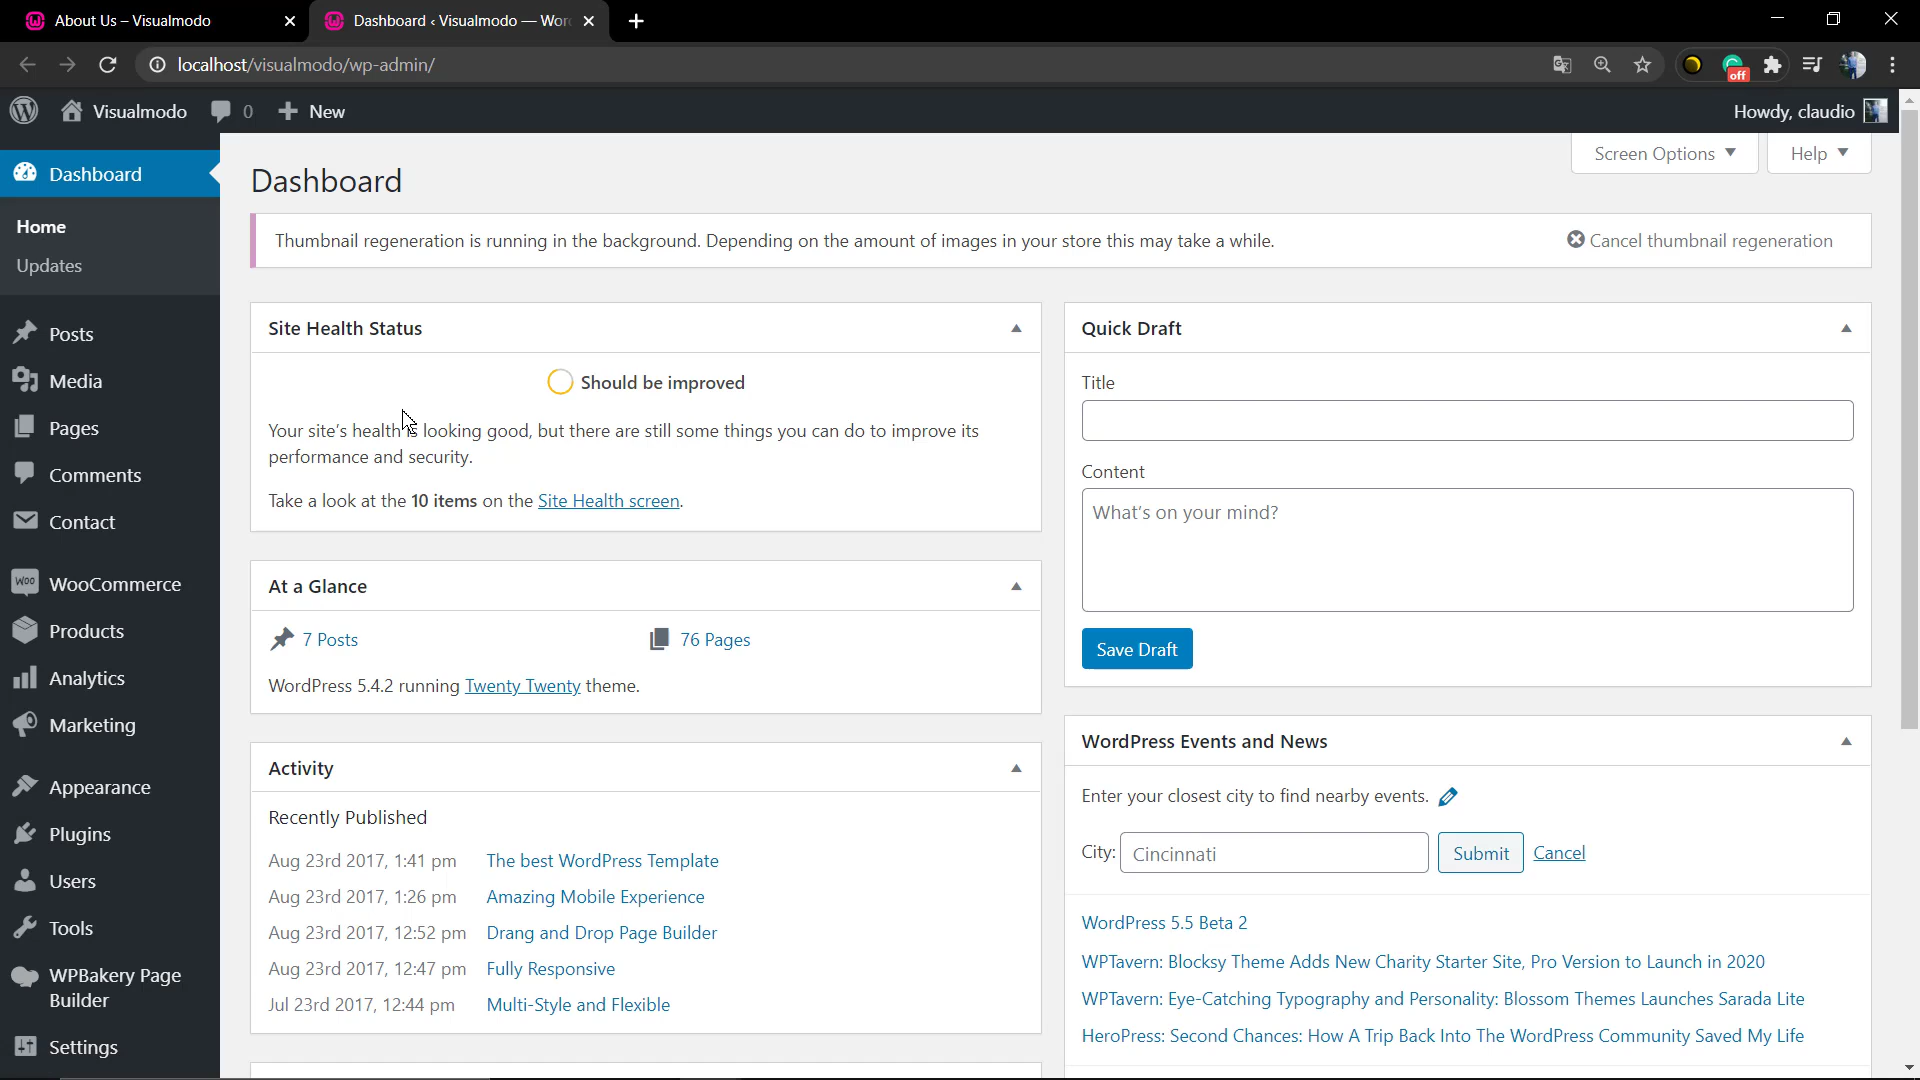 About Us – Visualmodo
Dashboard ‹ Visualmodo — Wor
localhost/visualmodo/wp-admin/
off
Visualmodo
0
New
Howdy, claudio
Dashboard
Home
Updates
Posts
Media
Pages
Comments
Contact
Woo
WooCommerce
Products
Analytics
Marketing
Appearance
Plugins
Users
Tools
WPBakery Page
Builder
Settings
Screen Options
Help
Dashboard
Thumbnail regeneration is running in the background. Depending on the amount of images in your store this may take a while.
Cancel thumbnail regeneration
Site Health Status
Should be improved
Your site's health is looking good, but there are still some things you can do to improve its
performance and security.
Take a look at the 10 items on the Site Health screen.
At a Glance
7 Posts
76 Pages
WordPress 5.4.2 running Twenty Twenty theme.
Activity
Recently Published
Aug 23rd 2017, 1:41 pm The best WordPress Template
Aug 23rd 2017, 1:26 pm Amazing Mobile Experience
Aug 23rd 2017, 12:52 pm Drang and Drop Page Builder
Aug 23rd 2017, 12:47 pm Fully Responsive
Jul 23rd 2017, 12:44 pm Multi-Style and Flexible
Quick Draft
Title
Content
What's on your mind?
Save Draft
WordPress Events and News
Enter your closest city to find nearby events.
City: Cincinnati Submit Cancel
WordPress 5.5 Beta 2
WPTavern: Blocksy Theme Adds New Charity Starter Site, Pro Version to Launch in 2020
WPTavern: Eye-Catching Typography and Personality: Blossom Themes Launches Sarada Lite
HeroPress: Second Chances: How A Trip Back Into The WordPress Community Saved My Life